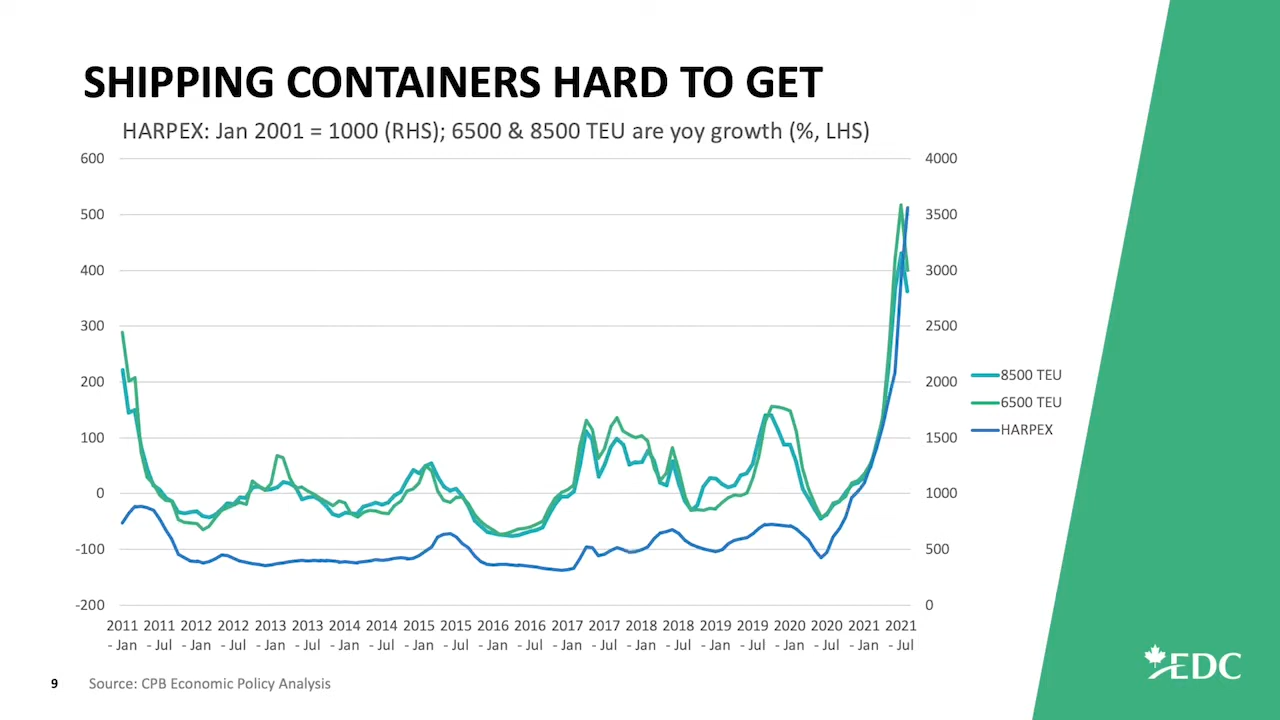 SHIPPING CONTAINERS HARD TO GET
HARPEX: Jan 2001 = 1000 (RHS); 6500 & 8500 TEU are yoy growth (%, LHS)
600
500
400
300
200
100
0
-100
-200
4000
3500
3000
2500
2000
1500
1000
500
0
8500 TEU
6500 TEU
HARPEX
2011 2011 2012 2012 2013 2013 2014 2014 2015 2015 2016 2016 2017 2017 2018 2018 2019 2019 2020 2020 2021 2021
- Jan - Jul - Jan - Jul - Jan - Jul - Jan - Jul - Jan - Jul - Jan - Jul - Jan - Jul - Jan - Jul - Jan - Jul - Jan - Jul - Jan - Jul
9 Source: CPB Economic Policy Analysis
EDC